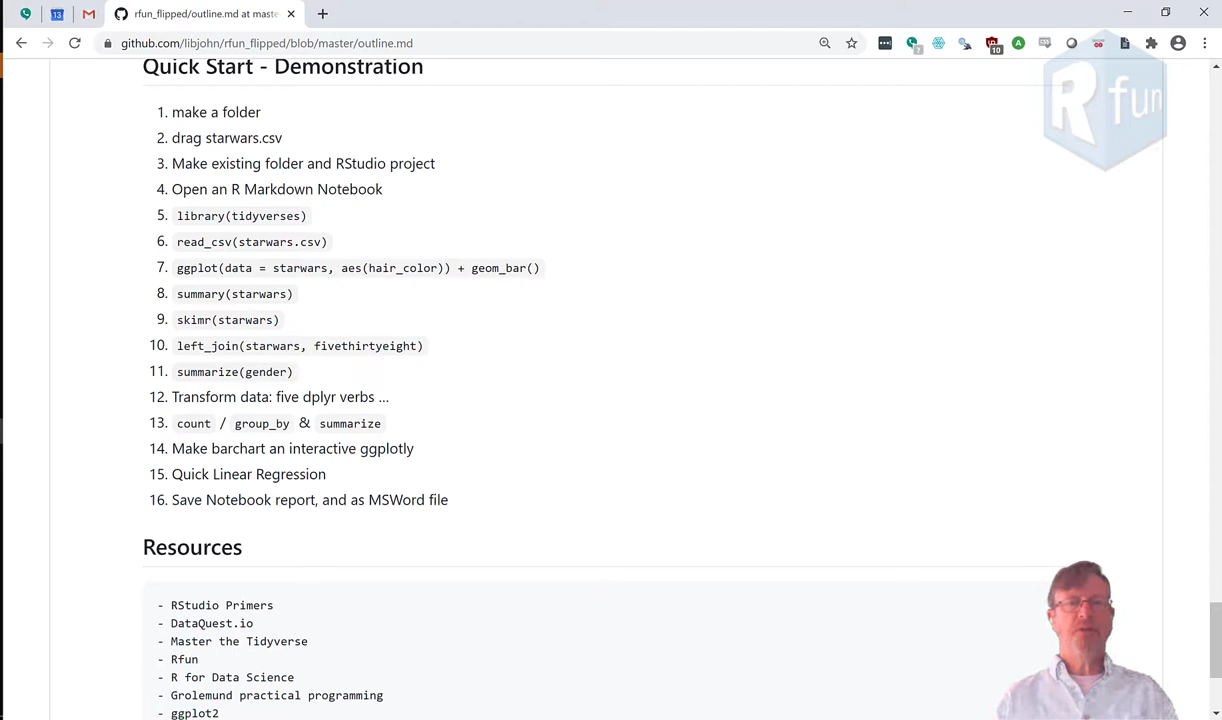 13
rfun_flipped/outline.md at maste
github.com/libjohn/rfun_flipped/blob/master/outline.md
7
10
A
R fun
Quick Start - Demonstration
1. make a folder
2. drag starwars.csv
3. Make existing folder and RStudio project
4. Open an R Markdown Notebook
5. library(tidyverses)
6. read_csv(starwars.csv)
7. ggplot(data = starwars, aes(hair_color)) + geom_bar()
8. summary(starwars)
9. skimr(starwars)
10. left_join(starwars, fivethirtyeight)
11. summarize(gender)
12. Transform data: five dplyr verbs ...
13. count / group_by & summarize
14. Make barchart an interactive ggplotly
15. Quick Linear Regression
16. Save Notebook report, and as MSWord file
Resources
- RStudio Primers
- DataQuest.io
- Master the Tidyverse
- Rfun
- R for Data Science
- Grolemund practical programming
- ggplot2